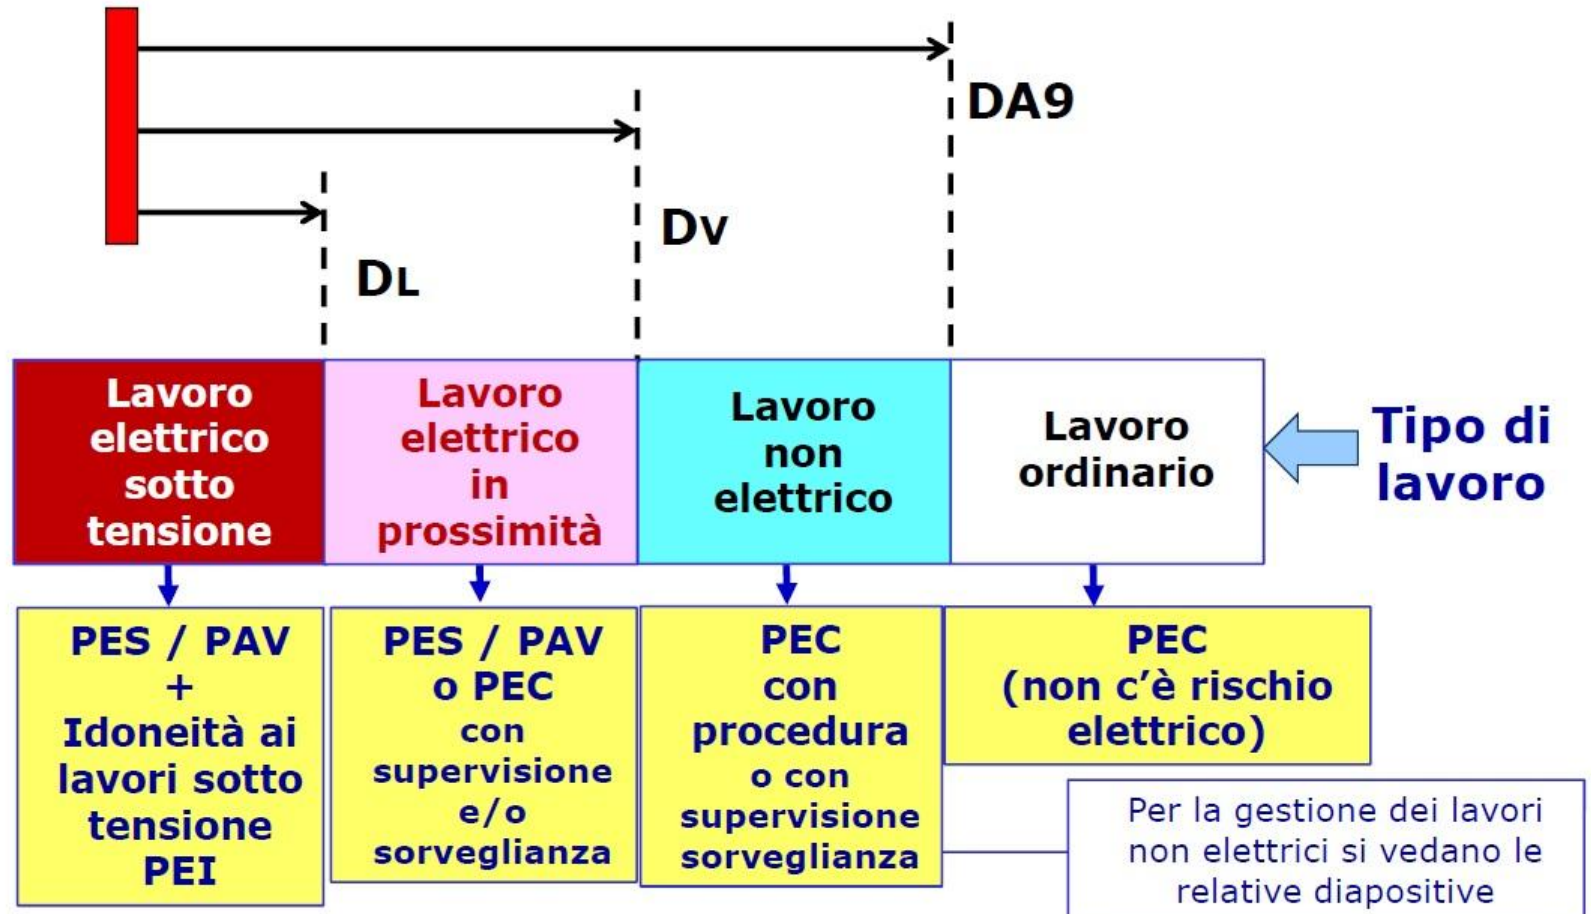 DA9
DV
DL
Lavoro
elettrico
sotto
tensione
Lavoro
elettrico
in
prossimità
Lavoro
non
elettrico
Lavoro
ordinario
Tipo di
lavoro
PES / PAV
+
Idoneità ai
lavori sotto
tensione
PEI
PES / PAV
o PEC
con
supervisione
e/o
sorveglianza
PEC
con
procedura
o con
supervisione
sorveglianza
PEC
(non c'è rischio
elettrico)
Per la gestione dei lavori
non elettrici si vedano le
relative diapositive